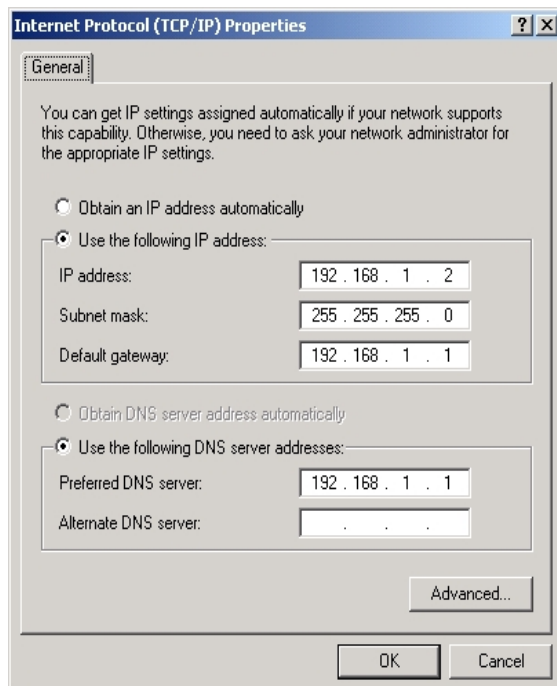 Internet Protocol (TCP/IP) Properties
General
You can get IP settings assigned automatically if your network supports
this capability. Otherwise, you need to ask your network administrator for
the appropriate IP settings.
Obtain an IP address automatically
Use the following IP address:
IP address: 192 . 168 . 1 . 2
Subnet mask: 255 . 255 . 255 . 0
Default gateway: 192 . 168 . 1 . 1
Obtain DNS server address automatically
Use the following DNS server addresses:
Preferred DNS server: 192 . 168 . 1 . 1
Alternate DNS server: . . .
Advanced...
OK Cancel